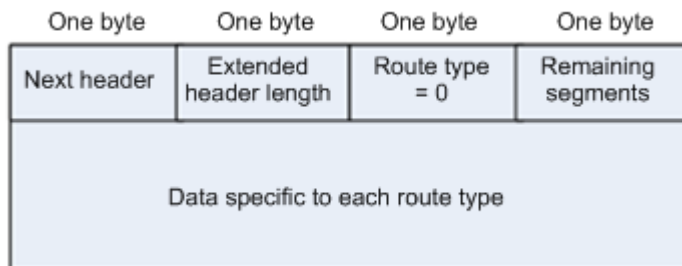 One byte One byte One byte One byte
Next header
Extended
header length
Route type
= 0
Remaining
segments
Data specific to each route type